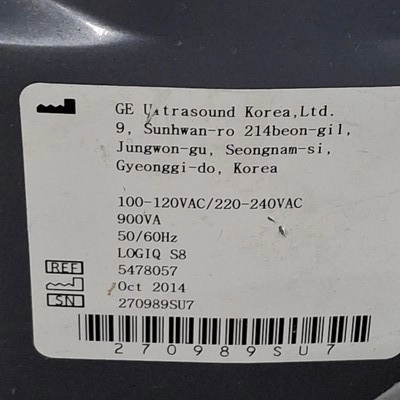 GE Ultrasound Korea,Ltd.
9, Sunhwan-ro 214beon-gil,
Jungwon-gu, Seongnam-si,
Gyeonggi-do, Korea
100-120VAC/220-240VAC
900VA
50/60Hz
LOGIQ S8
REF 5478057
Oct 2014
SN 270989SU7
270989SU7